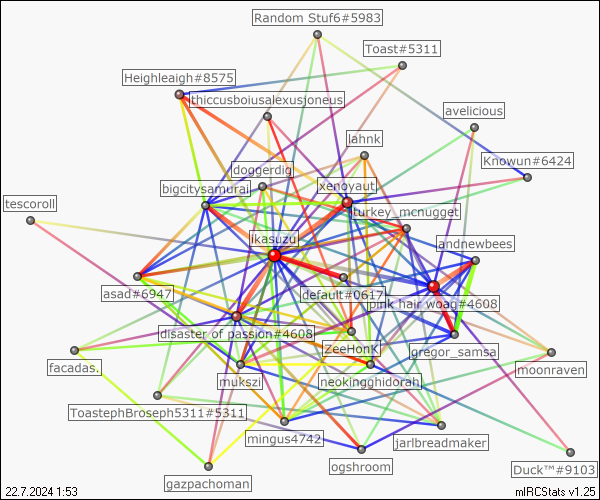 Random Stuf6#5983
Toast#5311
Heighleaigh#8575
thiccusboiusalexusjoneus
avelicious
lahnk
Knowun#6424
doggerdig
xenoyaut
bigcitysamurai
tescoroll
turkey_mcnugget
ikasuzu
andnewbees
asad#6947
default#0617
pink hair woag#4608
disaster of passion#4608
ZeeHonK
gregor_samsa
facadas.
mukszi
neokingghidorah
moonraven
ToastephBroseph5311#5311
mingus4742
jarlbreadmaker
ogshroom
Duck™#9103
gazpachoman
22.7.2024 1:53
mIRCStats v1.25